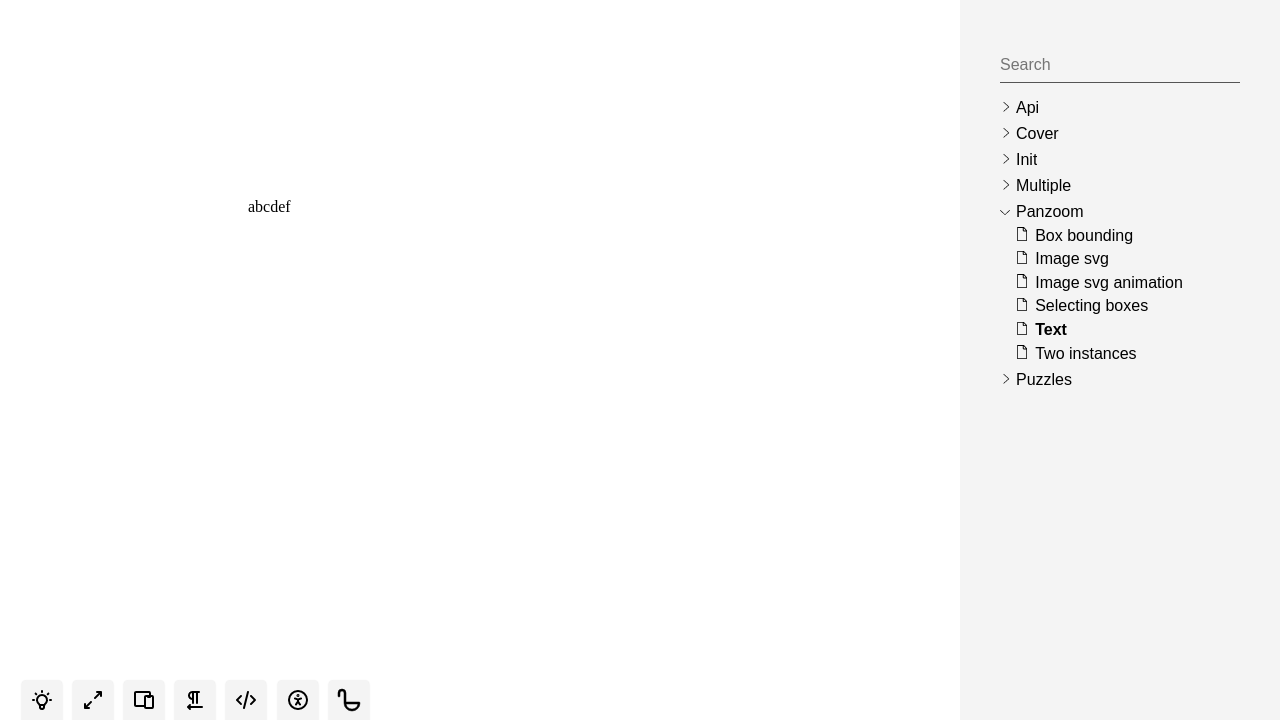 abcdef
Search
Api
Cover
Init
Multiple
Panzoom
Box bounding
Image svg
Image svg animation
Selecting boxes
Text
Two instances
Puzzles